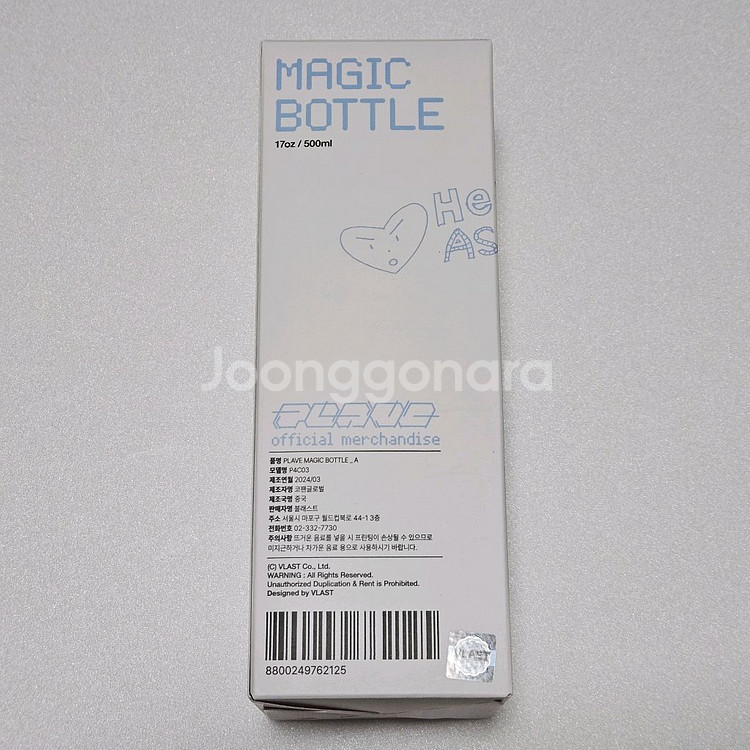 MAGIC
BOTTLE
17oz / 500ml
He
AS
Joonggonara
PLAVE
official merchandise
품명 PLAVE MAGIC BOTTLE _ A
모델명 P4C03
제조연월 2024/03
제조자명 코팬글로벌
제조국명 중국
판매자명 블래스트
주소 서울시 마포구 월드컵북로 44-1 3층
전화번호 02-332-7730
주의사항 뜨거운 음료를 넣을 시 프린팅이 손상될 수 있으므로
미지근하거나 차가운 음료 용으로 사용하시기 바랍니다.
(C) VLAST Co., Ltd.
WARNING : All Rights Reserved.
Unauthorized Duplication & Rent is Prohibited.
Designed by VLAST
8800249762125
VLAST